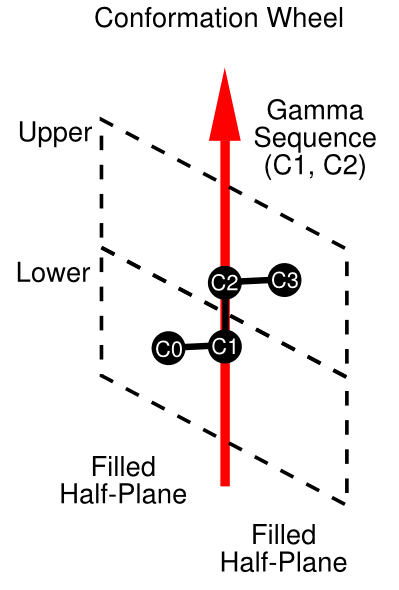 Conformation Wheel
Upper
Gamma
Sequence
(C1, C2)
Lower
C2
C3
C0
C1
Filled
Half-Plane
Filled
Half-Plane